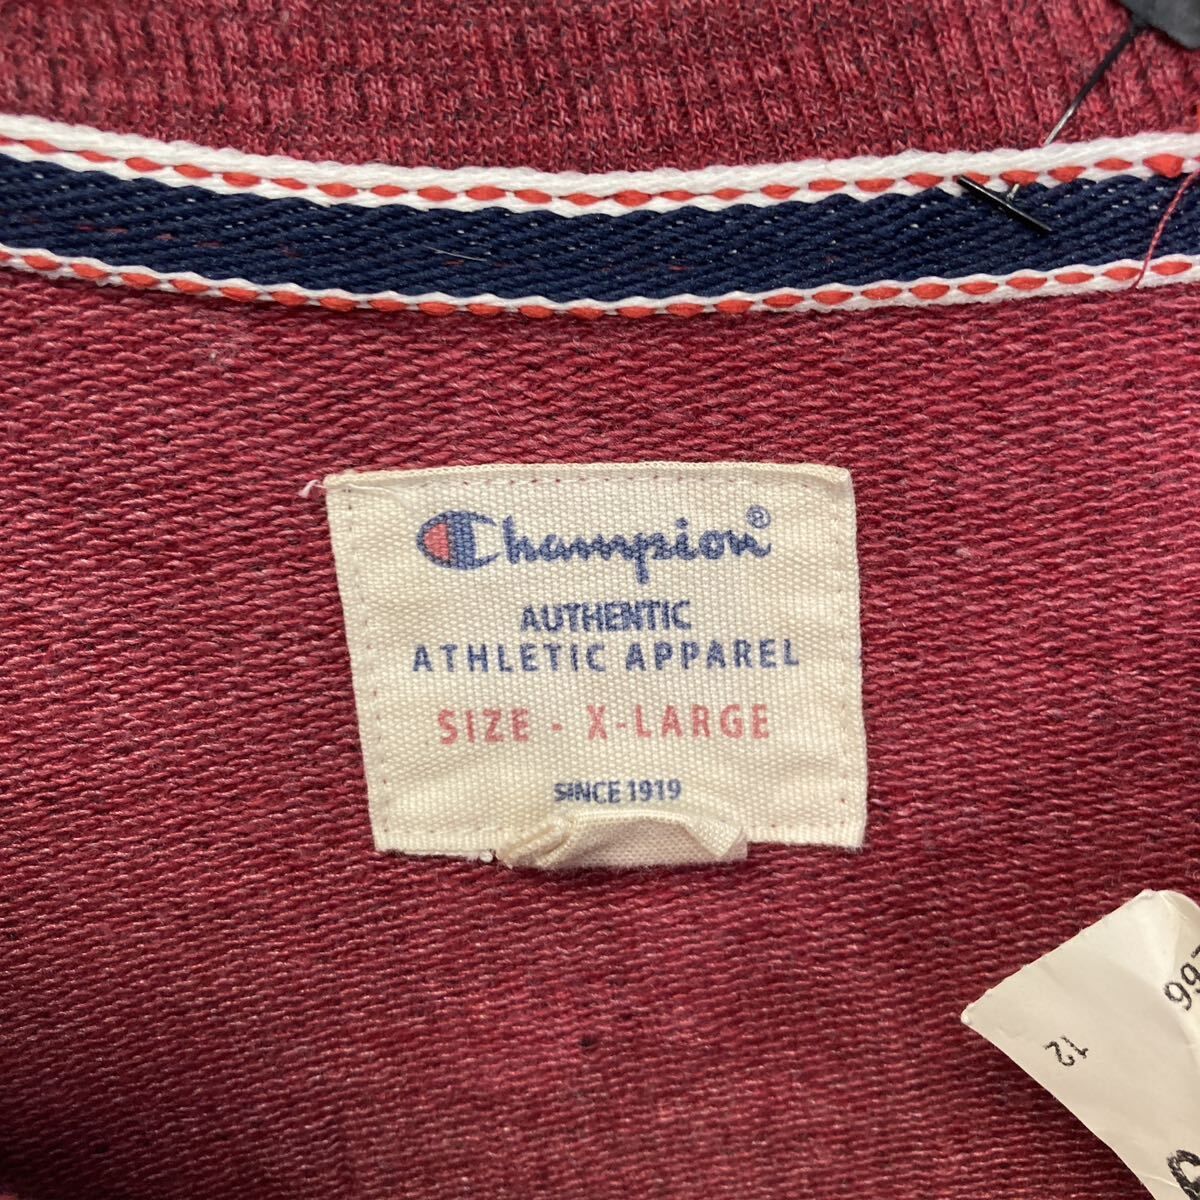 Champion®
AUTHENTIC
ATHLETIC APPAREL
SIZE - X-LARGE
SINCE 1919
12